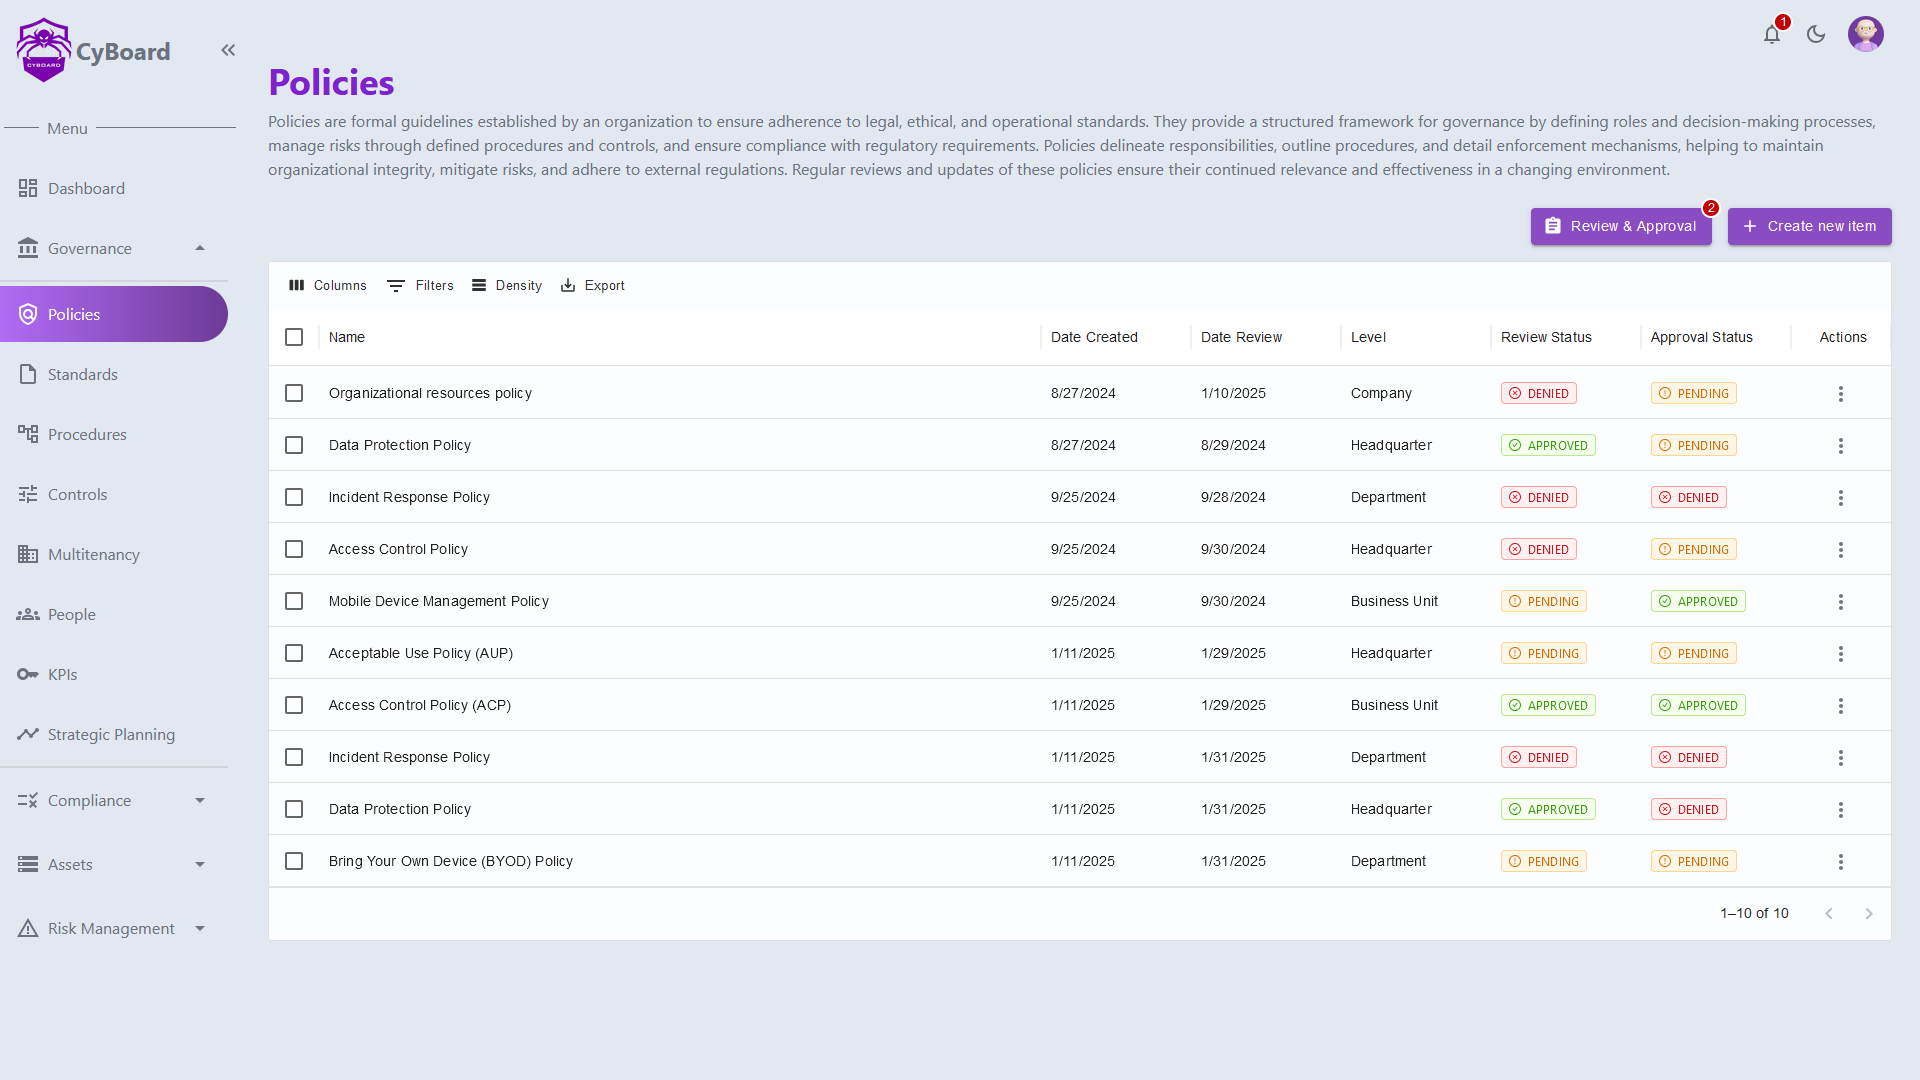 CYBOARD
CyBoard
1
Menu
Dashboard
Governance
Policies
Standards
Procedures
Controls
Multitenancy
People
KPIs
Strategic Planning
Compliance
Assets
Risk Management
Policies
Policies are formal guidelines established by an organization to ensure adherence to legal, ethical, and operational standards. They provide a structured framework for governance by defining roles and decision-making processes,
manage risks through defined procedures and controls, and ensure compliance with regulatory requirements. Policies delineate responsibilities, outline procedures, and detail enforcement mechanisms, helping to maintain
organizational integrity, mitigate risks, and adhere to external regulations. Regular reviews and updates of these policies ensure their continued relevance and effectiveness in a changing environment.
Review & Approval 2 Create new item
Columns Filters Density Export
Name Date Created Date Review Level Review Status Approval Status Actions
Organizational resources policy 8/27/2024 1/10/2025 Company DENIED PENDING
Data Protection Policy 8/27/2024 8/29/2024 Headquarter APPROVED PENDING
Incident Response Policy 9/25/2024 9/28/2024 Department DENIED DENIED
Access Control Policy 9/25/2024 9/30/2024 Headquarter DENIED PENDING
Mobile Device Management Policy 9/25/2024 9/30/2024 Business Unit PENDING APPROVED
Acceptable Use Policy (AUP) 1/11/2025 1/29/2025 Headquarter PENDING PENDING
Access Control Policy (ACP) 1/11/2025 1/29/2025 Business Unit APPROVED APPROVED
Incident Response Policy 1/11/2025 1/31/2025 Department DENIED DENIED
Data Protection Policy 1/11/2025 1/31/2025 Headquarter APPROVED DENIED
Bring Your Own Device (BYOD) Policy 1/11/2025 1/31/2025 Department PENDING PENDING
1–10 of 10